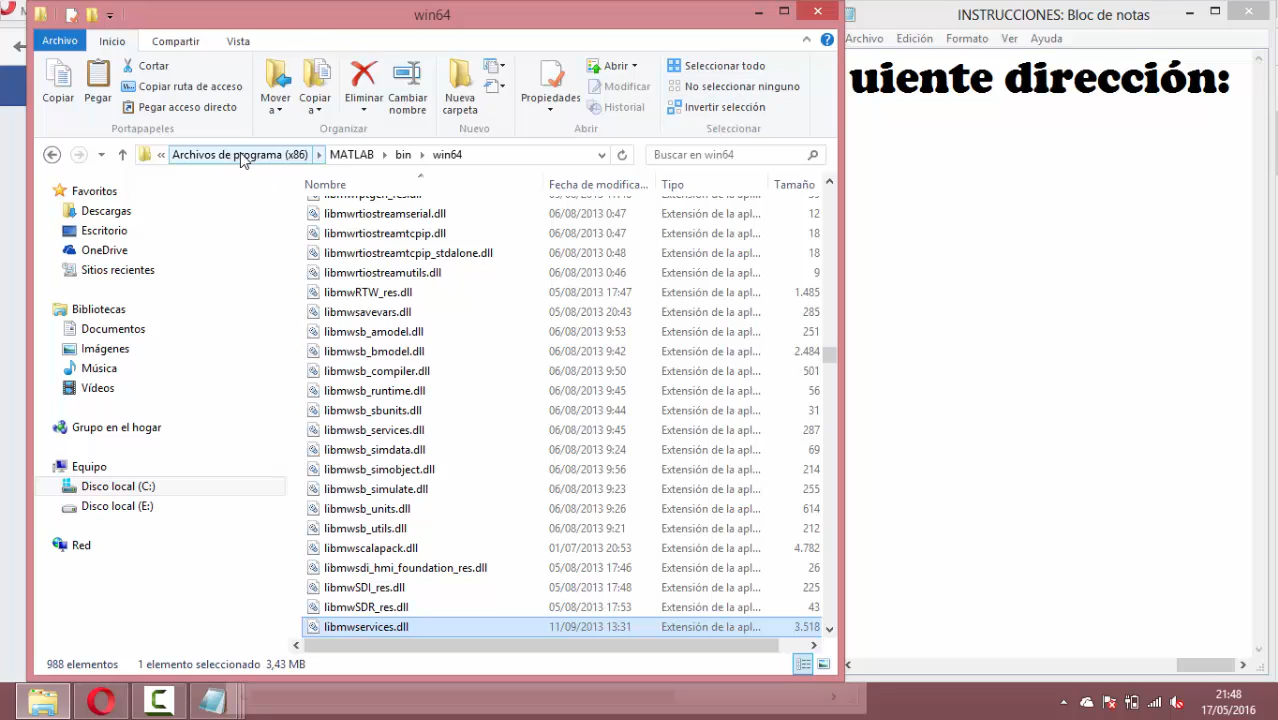 win64
INSTRUCCIONES: Bloc de notas
Archivo Inicio Compartir Vista
Archivo Edición Formato Ver Ayuda
Copiar
Pegar
Cortar
Copiar ruta de acceso
Pegar acceso directo
Portapapeles
Mover a
Copiar a
Eliminar
Cambiar nombre
Organizar
Nueva carpeta
Nuevo
Propiedades
Abrir
Modificar
Historial
Abrir
Seleccionar todo
No seleccionar ninguno
Invertir selección
Seleccionar
uiente dirección:
« Archivos de programa (x86) MATLAB bin win64
Buscar en win64
Favoritos
Descargas
Escritorio
OneDrive
Sitios recientes
Bibliotecas
Documentos
Imágenes
Música
Vídeos
Grupo en el hogar
Equipo
Disco local (C:)
Disco local (E:)
Red
Nombre Fecha de modifica... Tipo Tamaño
libmwrtiostreamserial.dll 06/08/2013 0:47 Extensión de la apl... 12
libmwrtiostreamtcpip.dll 06/08/2013 0:47 Extensión de la apl... 18
libmwrtiostreamtcpip_stdalone.dll 06/08/2013 0:48 Extensión de la apl... 18
libmwrtiostreamutils.dll 06/08/2013 0:46 Extensión de la apl... 9
libmwRTW_res.dll 05/08/2013 17:47 Extensión de la apl... 1.485
libmwsavevars.dll 05/08/2013 20:43 Extensión de la apl... 285
libmwsb_amodel.dll 06/08/2013 9:53 Extensión de la apl... 251
libmwsb_bmodel.dll 06/08/2013 9:42 Extensión de la apl... 2.484
libmwsb_compiler.dll 06/08/2013 9:50 Extensión de la apl... 501
libmwsb_runtime.dll 06/08/2013 9:45 Extensión de la apl... 56
libmwsb_sbunits.dll 06/08/2013 9:44 Extensión de la apl... 31
libmwsb_services.dll 06/08/2013 9:45 Extensión de la apl... 287
libmwsb_simdata.dll 06/08/2013 9:24 Extensión de la apl... 69
libmwsb_simobject.dll 06/08/2013 9:56 Extensión de la apl... 214
libmwsb_simulate.dll 06/08/2013 9:23 Extensión de la apl... 255
libmwsb_units.dll 06/08/2013 9:26 Extensión de la apl... 614
libmwsb_utils.dll 06/08/2013 9:21 Extensión de la apl... 212
libmwscalapack.dll 01/07/2013 20:53 Extensión de la apl... 4.782
libmwsdi_hmi_foundation_res.dll 05/08/2013 17:46 Extensión de la apl... 26
libmwSDI_res.dll 05/08/2013 17:48 Extensión de la apl... 225
libmwSDR_res.dll 05/08/2013 17:53 Extensión de la apl... 43
libmwservices.dll 11/09/2013 13:31 Extensión de la apl... 3.518
988 elementos 1 elemento seleccionado 3,43 MB
21:48
17/05/2016